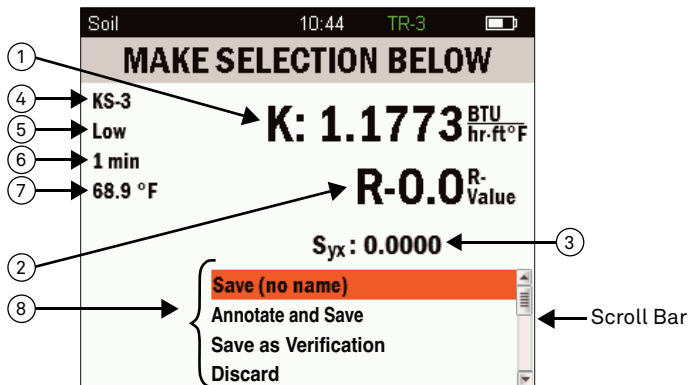 Soil 10:44 TR-3
MAKE SELECTION BELOW
1
4 KS-3
K: 1.1773 BTU
hr·ft°F
5 Low
6 1 min
7 68.9 °F
R-0.0 R-
Value
Syx: 0.0000 3
2
8
Save (no name)
Annotate and Save
Scroll Bar
Save as Verification
Discard